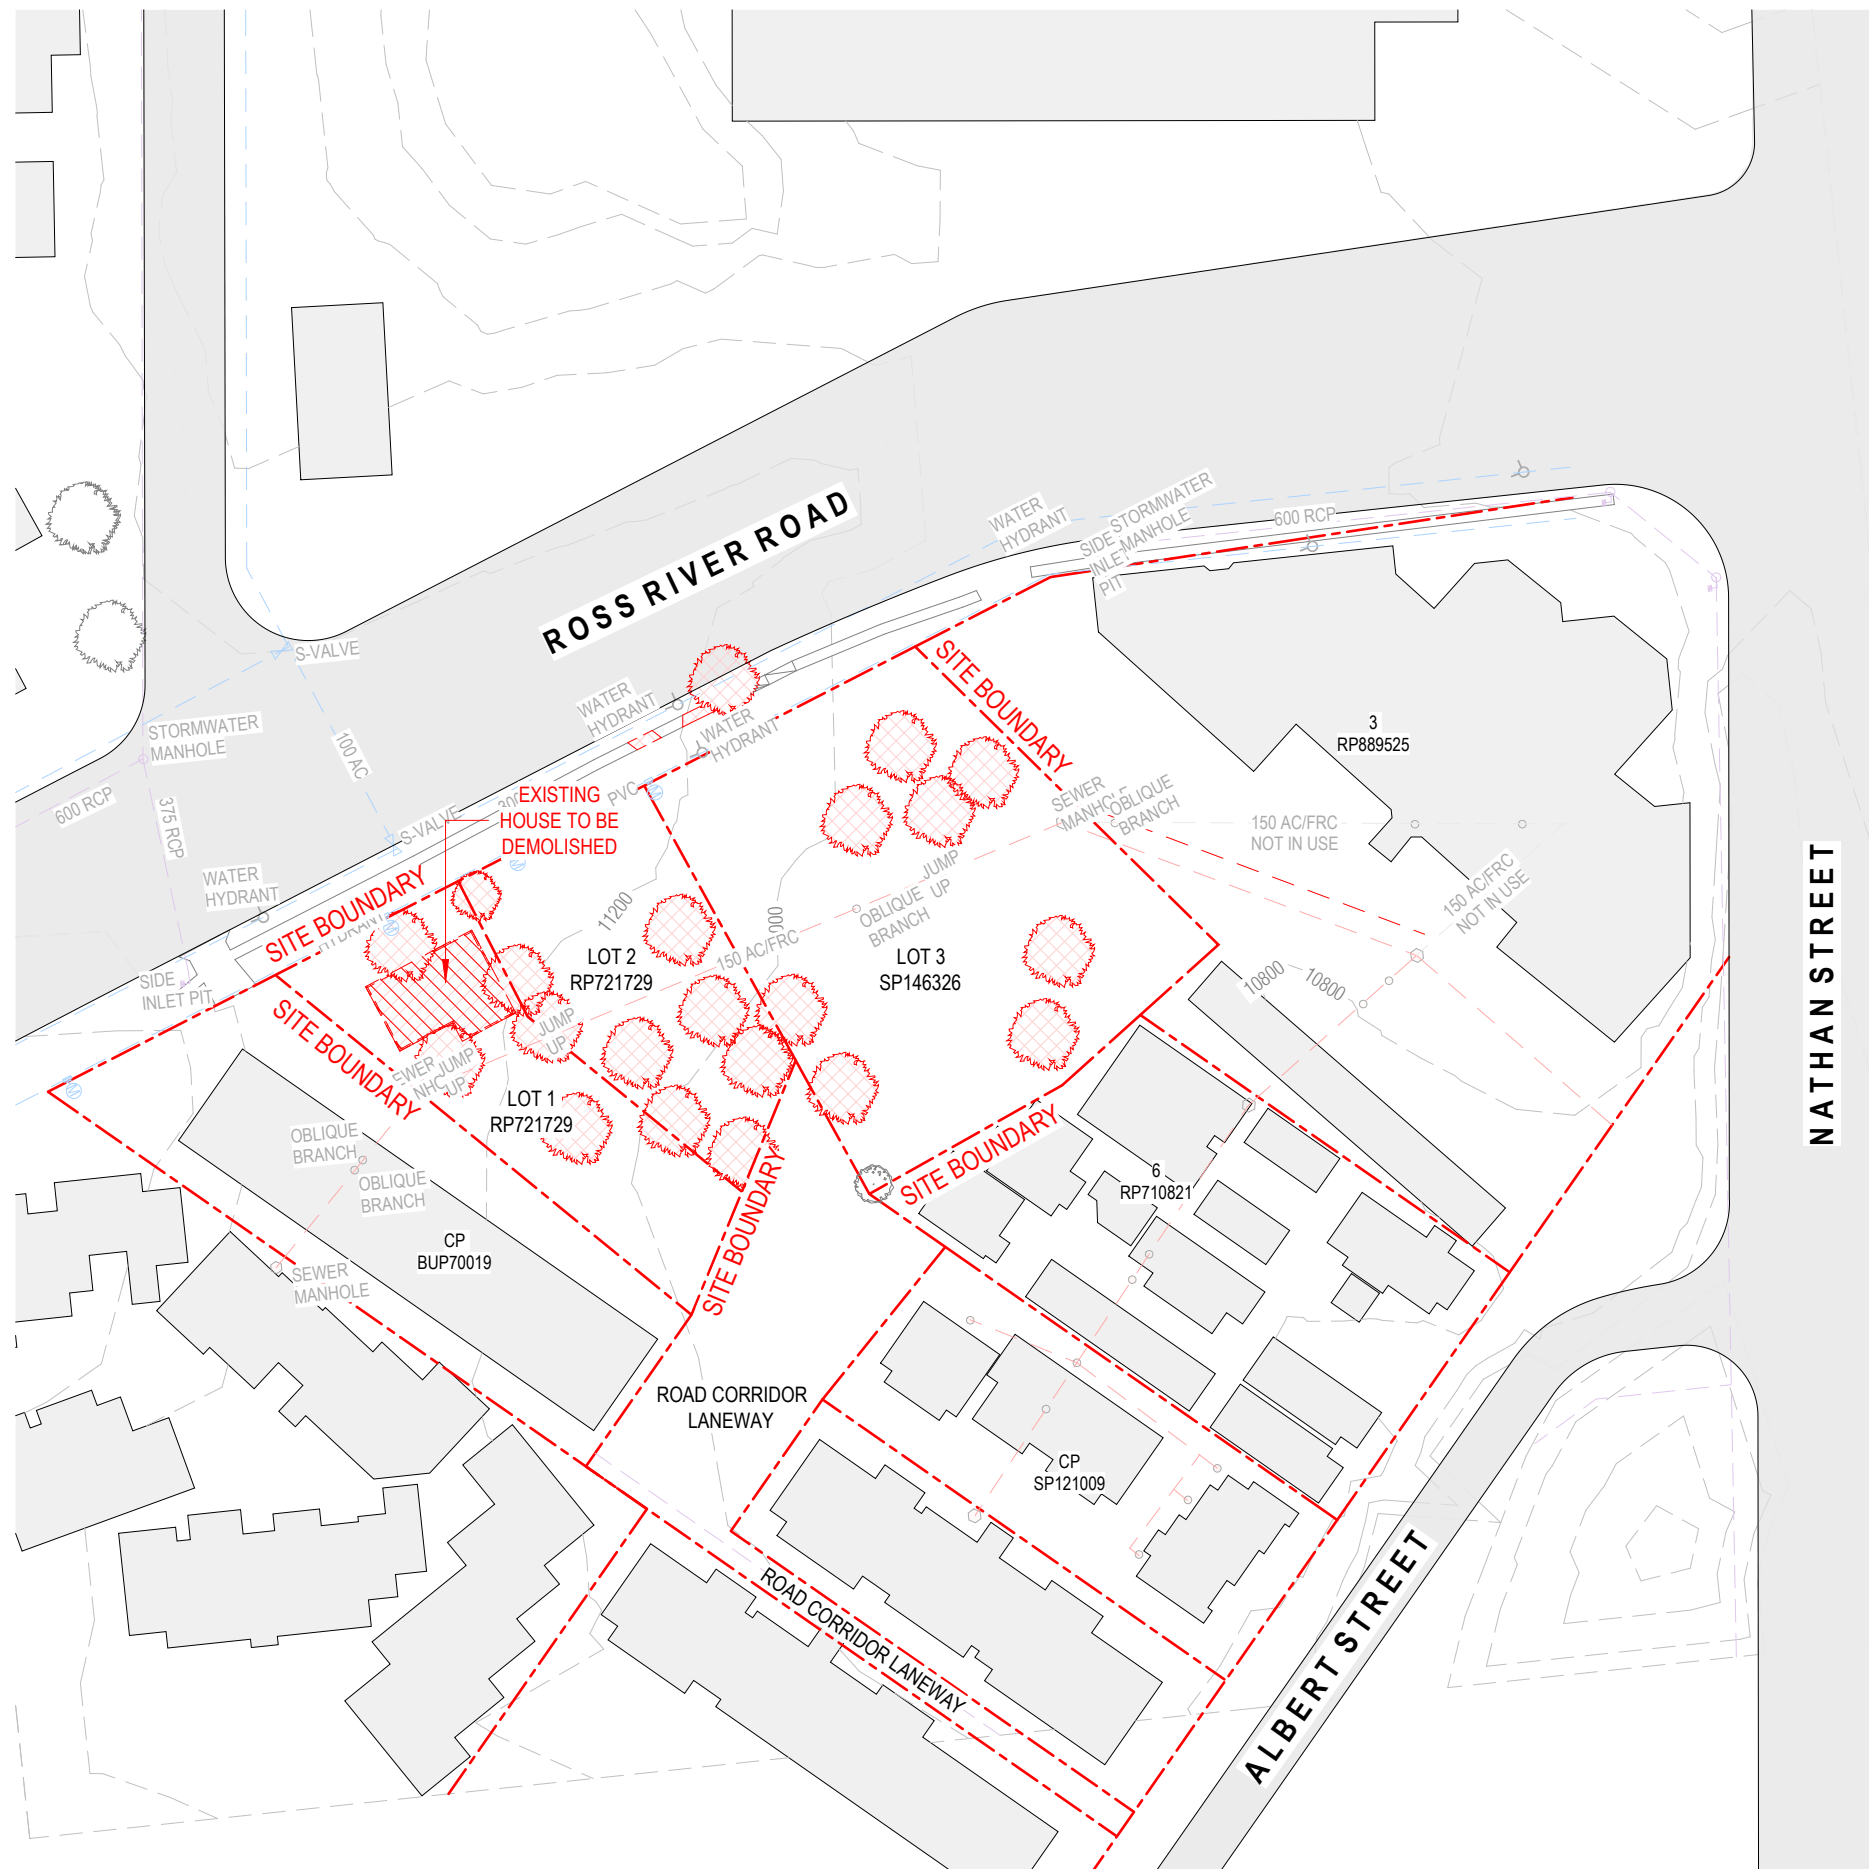 ROSS RIVER ROAD
WATER
HYDRANT
SIDE
INLET
PIT
STORMWATER
MANHOLE
600 RCP
S-VALVE
WATER
HYDRANT
WATER
HYDRANT
SITE BOUNDARY
3
RP889525
STORMWATER
MANHOLE
100 AC
600 RCP
375 RCP
S-VALVE
PVC
EXISTING
HOUSE TO BE
DEMOLISHED
SEWER
MANHOLE
OBLIQUE
BRANCH
150 AC/FRC
NOT IN USE
150 AC/FRC
NOT IN USE
NATHAN STREET
WATER
HYDRANT
SITE BOUNDARY
HYDRANT
11200
JUMP
UP
OBLIQUE
BRANCH
150 AC/FRC
LOT 2
RP721729
LOT 3
SP146326
10800
10800
SIDE
INLET PIT
SITE BOUNDARY
JUMP
UP
JUMP
UP
LOT 1
RP721729
OBLIQUE
BRANCH
OBLIQUE
BRANCH
SITE BOUNDARY
SITE BOUNDARY
6
RP710821
CP
BUP70019
SEWER
MANHOLE
ROAD CORRIDOR
LANEWAY
CP
SP121009
ROAD CORRIDOR LANEWAY
ALBERT STREET